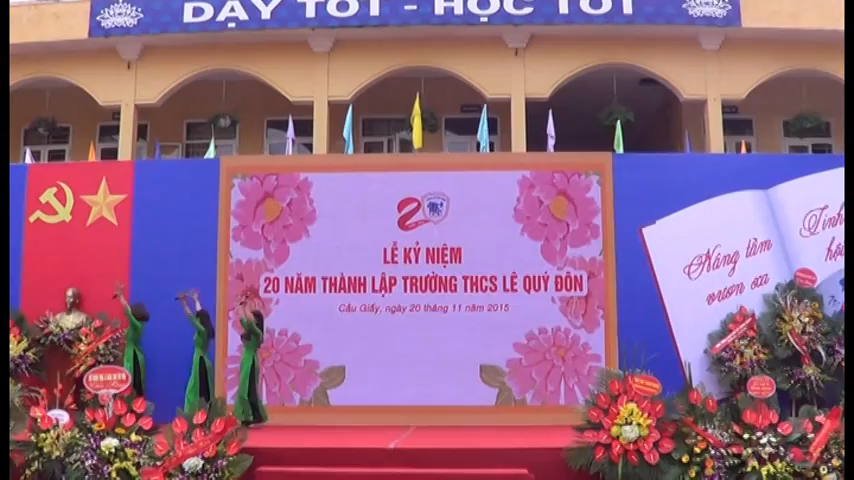 DẠY TỐT - HỌC TỐT
20
LỄ KỶ NIỆM
20 NĂM THÀNH LẬP TRƯỜNG THCS LÊ QUÝ ĐÔN
Cầu Giấy, ngày 20 tháng 11 năm 2015
Nâng tầm
vươn xa